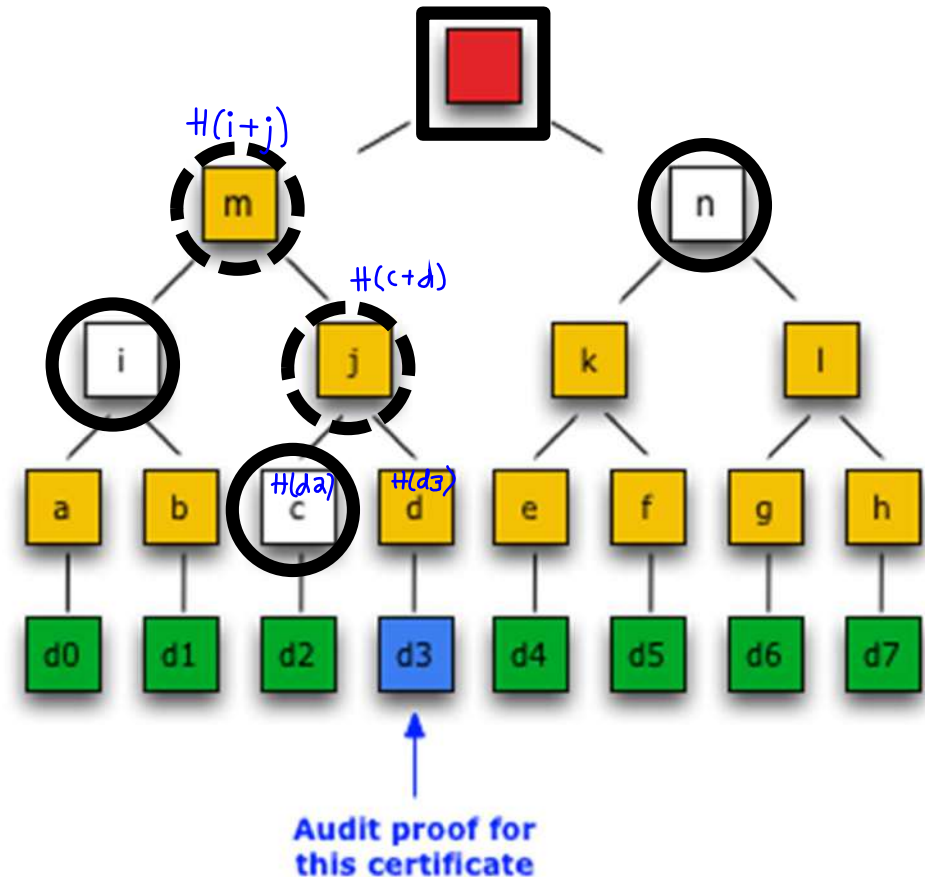 H(i+j)
m
n
H(c+d)
i
j
k
l
H(d2)
H(d3)
a
b
c
d
e
f
g
h
d0
d1
d2
d3
d4
d5
d6
d7
Audit proof for
this certificate